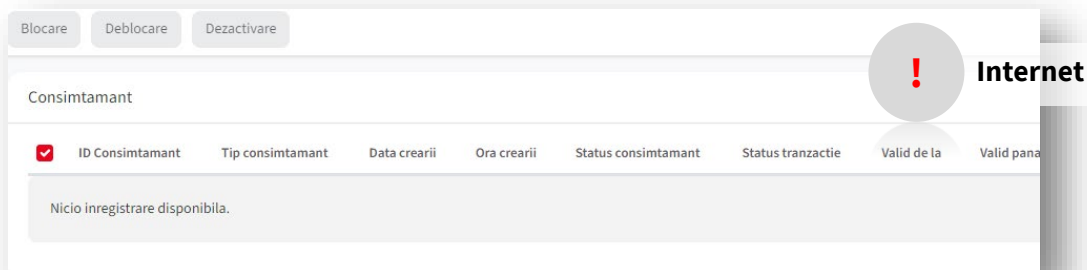 Blocare Deblocare Dezactivare
! Internet
Consimtamant
ID Consimtamant Tip consimtamant Data crearii Ora crearii Status consimtamant Status tranzactie Valid de la Valid pana
Nicio inregistrare disponibila.